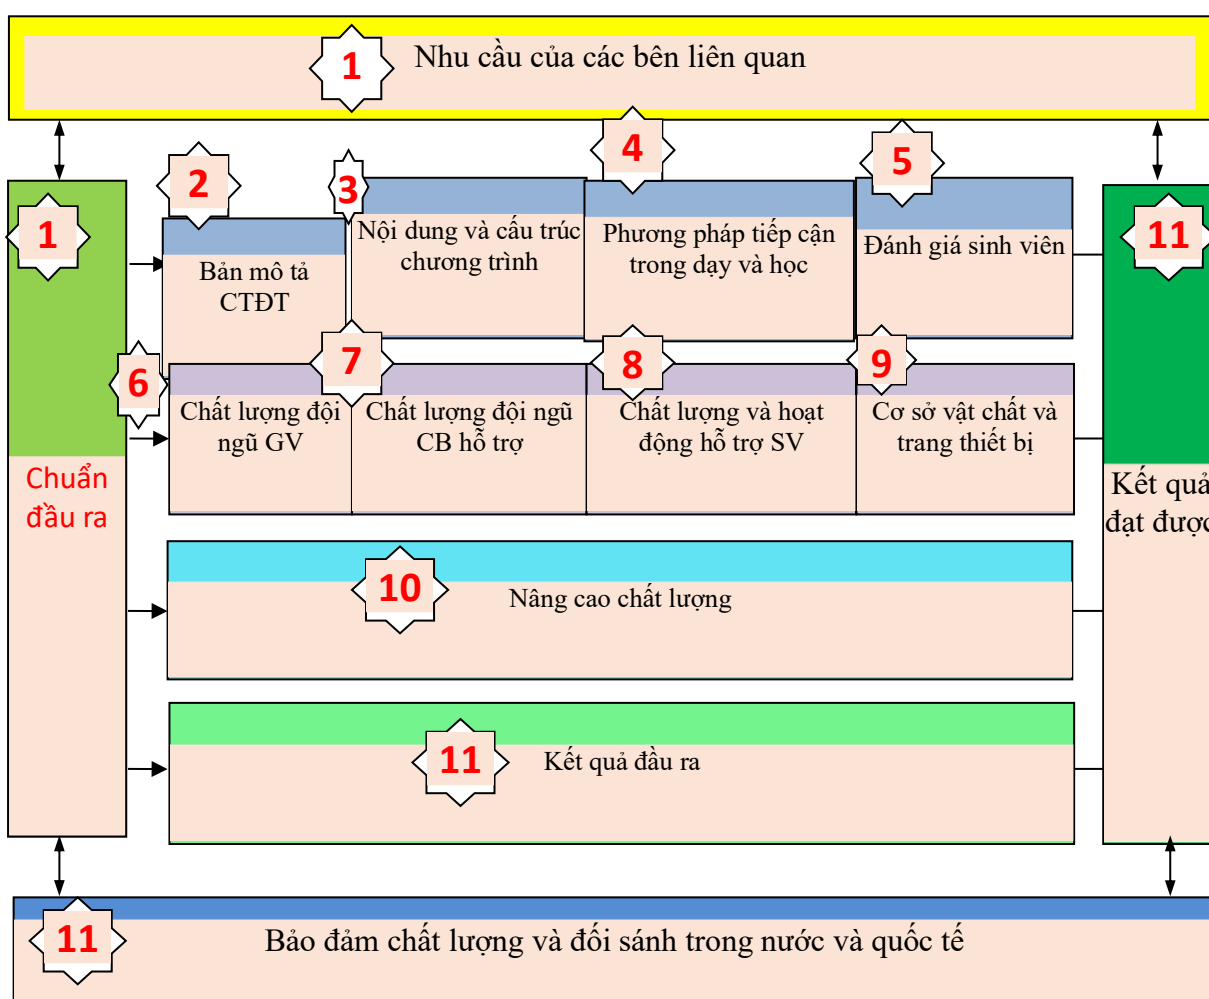 1
Nhu cầu của các bên liên quan
1
Chuẩn
đầu ra
2
Bản mô tả
CTĐT
3
Nội dung và cấu trúc
chương trình
4
Phương pháp tiếp cận
trong dạy và học
5
Đánh giá sinh viên
6
Chất lượng đội
ngũ GV
7
Chất lượng đội ngũ
CB hỗ trợ
8
Chất lượng và hoạt
động hỗ trợ SV
9
Cơ sở vật chất và
trang thiết bị
10
Nâng cao chất lượng
11
Kết quả đầu ra
11
Kết quả
đạt được
11
Bảo đảm chất lượng và đối sánh trong nước và quốc tế